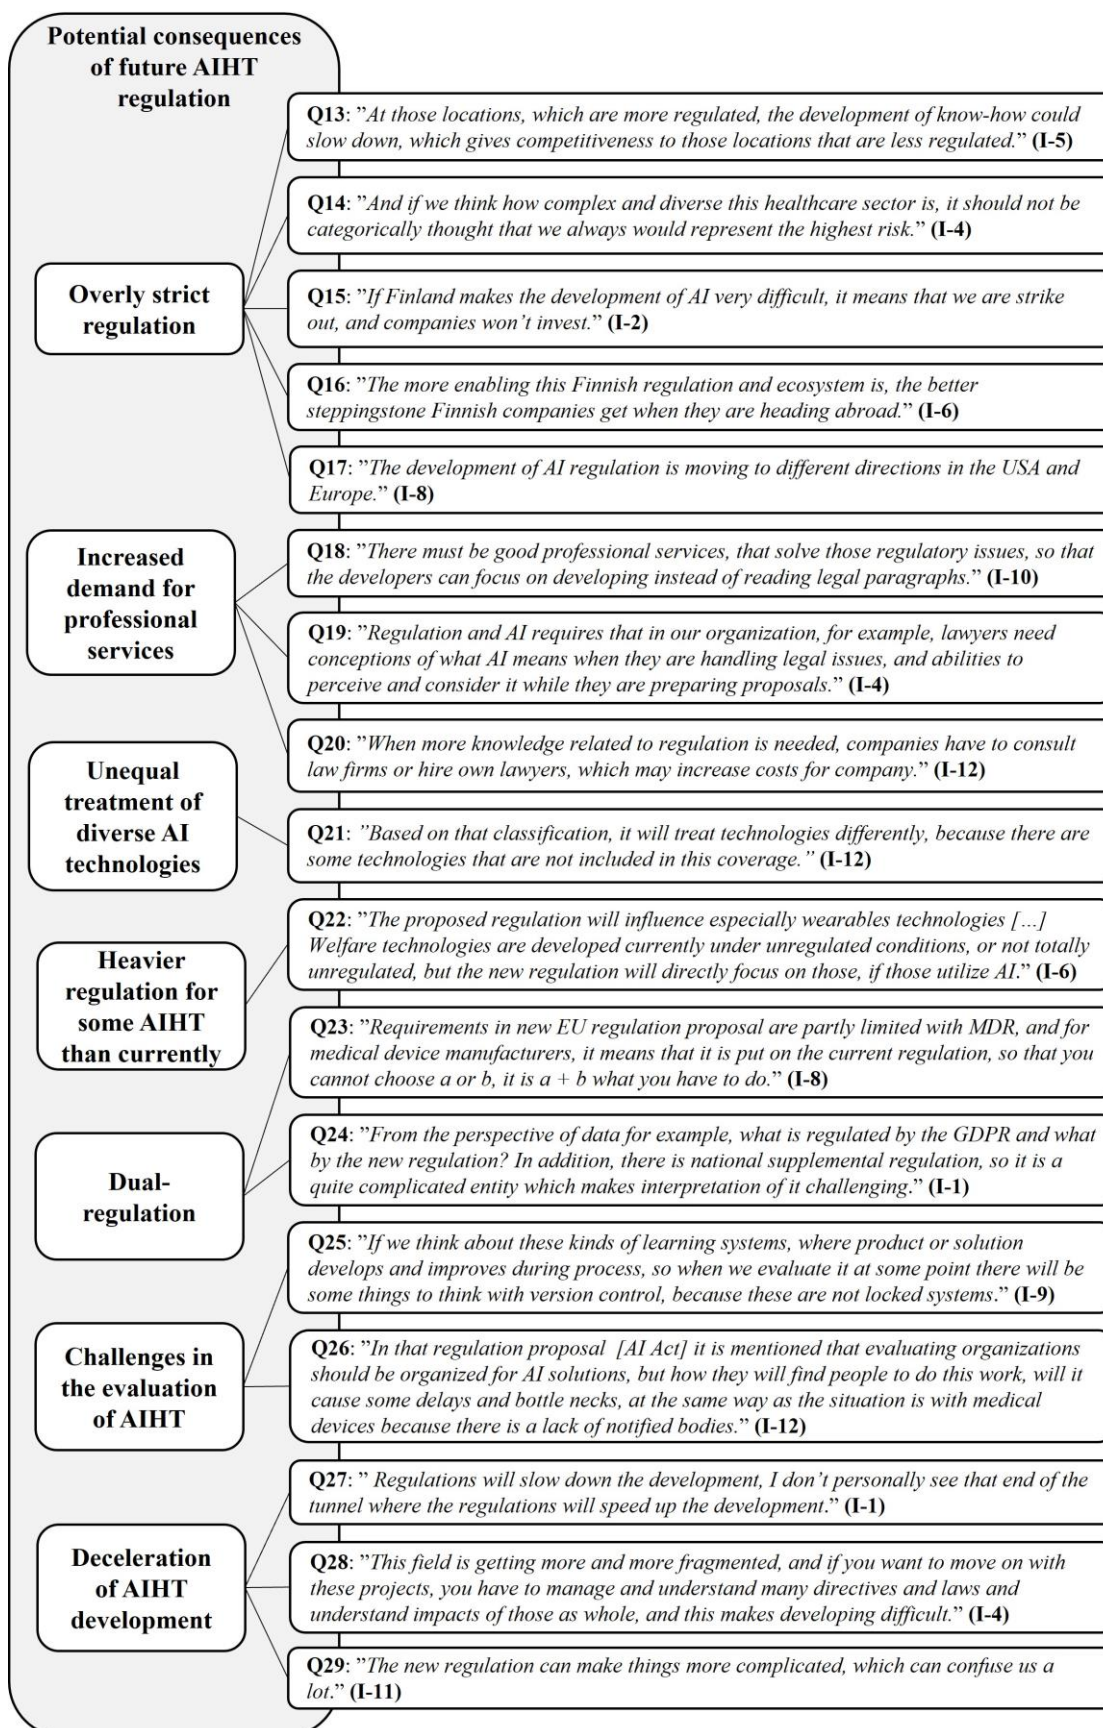 Potential consequences
of future AIHT
regulation
Overly strict
regulation
Q13: ”At those locations, which are more regulated, the development of know-how could
slow down, which gives competitiveness to those locations that are less regulated.” (I-5)
Q14: ”And if we think how complex and diverse this healthcare sector is, it should not be
categorically thought that we always would represent the highest risk.” (I-4)
Q15: ”If Finland makes the development of AI very difficult, it means that we are strike
out, and companies won’t invest.” (I-2)
Q16: ”The more enabling this Finnish regulation and ecosystem is, the better
steppingstone Finnish companies get when they are heading abroad.” (I-6)
Q17: ”The development of AI regulation is moving to different directions in the USA and
Europe.” (I-8)
Increased
demand for
professional
services
Q18: ”There must be good professional services, that solve those regulatory issues, so that
the developers can focus on developing instead of reading legal paragraphs.” (I-10)
Q19: ”Regulation and AI requires that in our organization, for example, lawyers need
conceptions of what AI means when they are handling legal issues, and abilities to
perceive and consider it while they are preparing proposals.” (I-4)
Q20: ”When more knowledge related to regulation is needed, companies have to consult
law firms or hire own lawyers, which may increase costs for company.” (I-12)
Unequal
treatment of
diverse AI
technologies
Q21: ”Based on that classification, it will treat technologies differently, because there are
some technologies that are not included in this coverage.” (I-12)
Heavier
regulation for
some AIHT
than currently
Q22: ”The proposed regulation will influence especially wearables technologies [...]
Welfare technologies are developed currently under unregulated conditions, or not totally
unregulated, but the new regulation will directly focus on those, if those utilize AI.” (I-6)
Dual-
regulation
Q23: ”Requirements in new EU regulation proposal are partly limited with MDR, and for
medical device manufacturers, it means that it is put on the current regulation, so that you
cannot choose a or b, it is a + b what you have to do.” (I-8)
Q24: ”From the perspective of data for example, what is regulated by the GDPR and what
by the new regulation? In addition, there is national supplemental regulation, so it is a
quite complicated entity which makes interpretation of it challenging.” (I-1)
Challenges in
the evaluation
of AIHT
Q25: ”If we think about these kinds of learning systems, where product or solution
develops and improves during process, so when we evaluate it at some point there will be
some things to think with version control, because these are not locked systems.” (I-9)
Q26: ”In that regulation proposal [AI Act] it is mentioned that evaluating organizations
should be organized for AI solutions, but how they will find people to do this work, will it
cause some delays and bottle necks, at the same way as the situation is with medical
devices because there is a lack of notified bodies.” (I-12)
Deceleration
of AIHT
development
Q27: ” Regulations will slow down the development, I don’t personally see that end of the
tunnel where the regulations will speed up the development.” (I-1)
Q28: ”This field is getting more and more fragmented, and if you want to move on with
these projects, you have to manage and understand many directives and laws and
understand impacts of those as whole, and this makes developing difficult.” (I-4)
Q29: ”The new regulation can make things more complicated, which can confuse us a
lot.” (I-11)